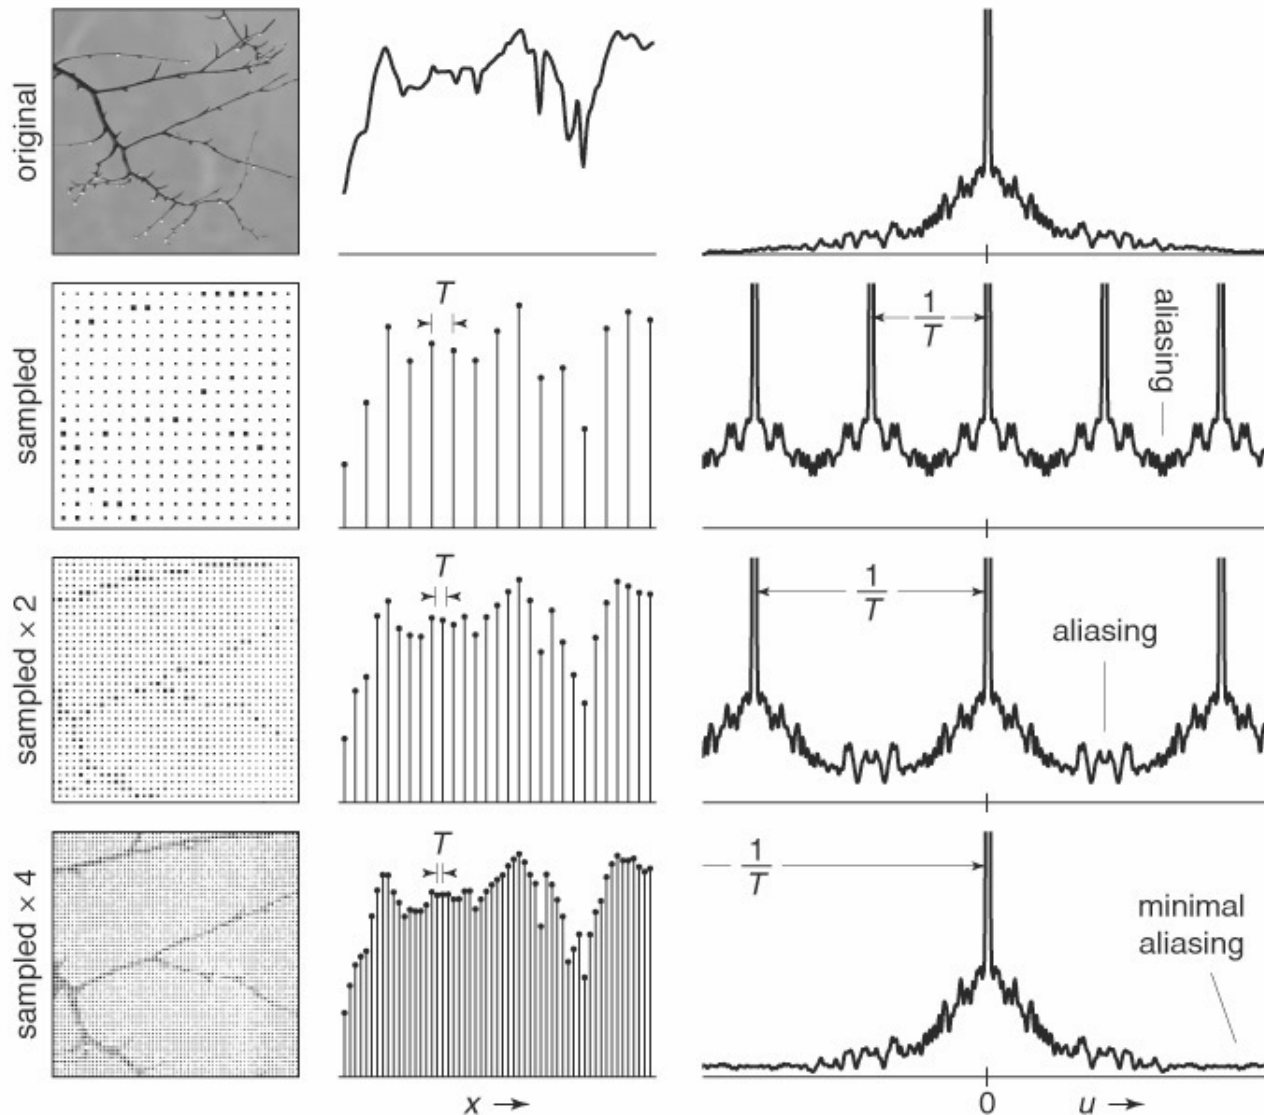 original
sampled
T
1
T
aliasing
sampled × 2
T
1
T
aliasing
sampled × 4
T
1
T
minimal
aliasing
x →
0
u →